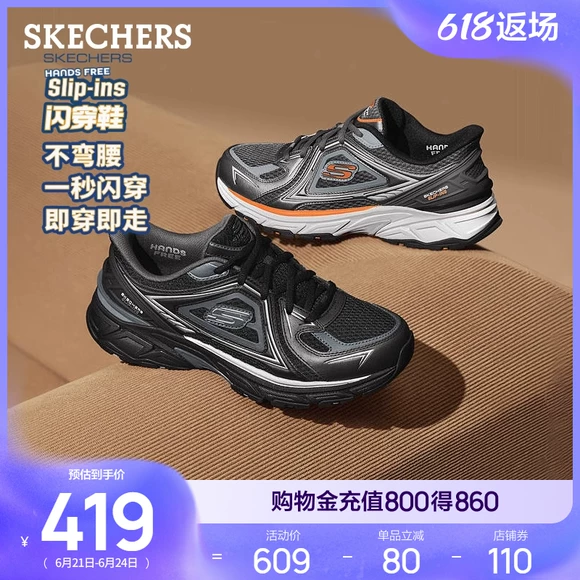 SKECHERS
SKECHERS
HANDS FREE
Slip-ins
闪穿鞋
不弯腰
一秒闪穿
即穿即走
618返场
HANDS FREE
SKECHERS
SLIP-INS
HANDS
FREE
预估到手价
¥419
( 6月21日-6月24日 )
购物金充值800得860
活动价 单品立减 店铺券
= 609 - 80 - 110